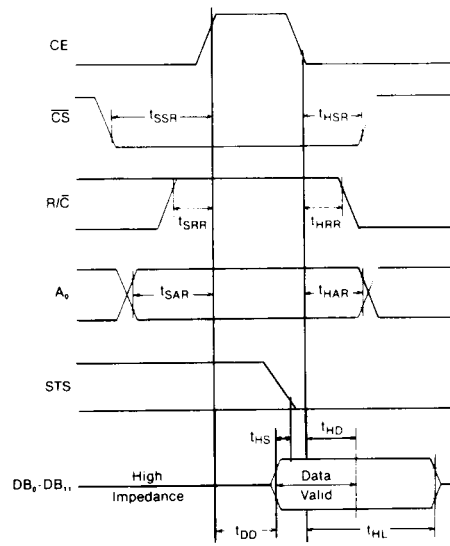 CE
C̅S̅ tSSR tHSR
R/C̅ tSRR tHRR
A₀ tSAR tHAR
STS
tHS tHD
DB₀-DB₁₁ High Impedance Data Valid
tDD tHL